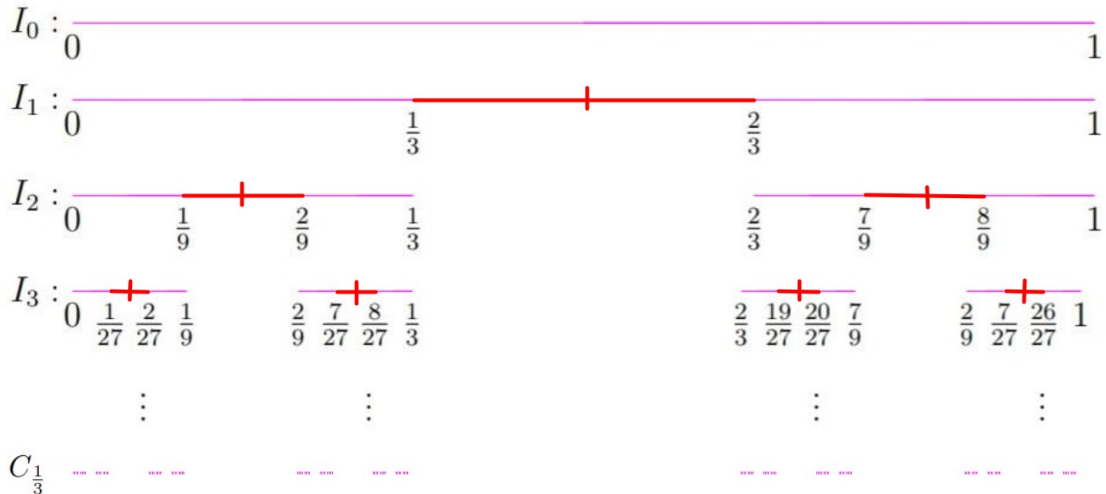 I₀ :
0 1
I₁ :
0 1/3 2/3 1
I₂ :
0 1/9 2/9 1/3 2/3 7/9 8/9 1
I₃ :
0 1/27 2/27 1/9 2/9 7/27 8/27 1/3 2/3 19/27 20/27 7/9 2/9 7/27 26/27 1
⋮ ⋮ ⋮ ⋮
C_{1/3}